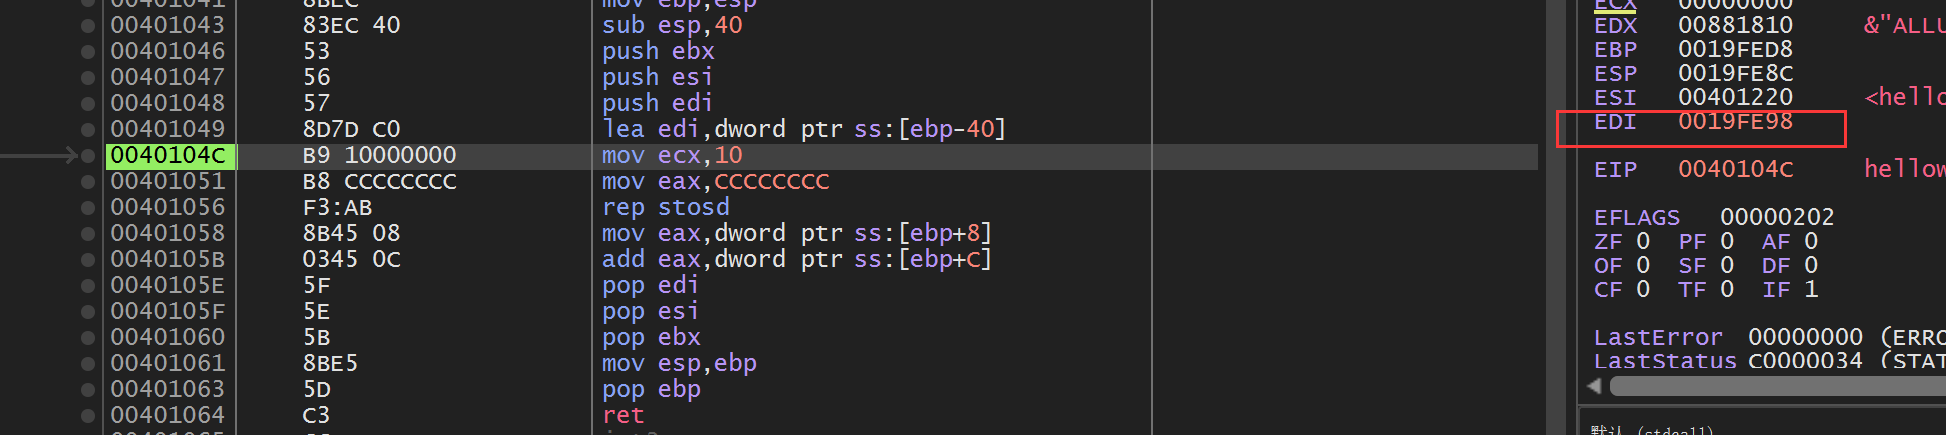 00401041 8BEC mov ebp,esp
00401043 83EC 40 sub esp,40
00401046 53 push ebx
00401047 56 push esi
00401048 57 push edi
00401049 8D7D C0 lea edi,dword ptr ss:[ebp-40]
0040104C B9 10000000 mov ecx,10
00401051 B8 CCCCCCCC mov eax,CCCCCCCC
00401056 F3:AB rep stosd
00401058 8B45 08 mov eax,dword ptr ss:[ebp+8]
0040105B 0345 0C add eax,dword ptr ss:[ebp+C]
0040105E 5F pop edi
0040105F 5E pop esi
00401060 5B pop ebx
00401061 8BE5 mov esp,ebp
00401063 5D pop ebp
00401064 C3 ret
ECX 00000000
EDX 00881810 &"ALLU
EBP 0019FED8
ESP 0019FE8C
ESI 00401220 <hello
EDI 0019FE98
EIP 0040104C hellow
EFLAGS 00000202
ZF 0 PF 0 AF 0
OF 0 SF 0 DF 0
CF 0 TF 0 IF 1
LastError 00000000 (ERRO
LastStatus C0000034 (STAT
默认 (stdcall)